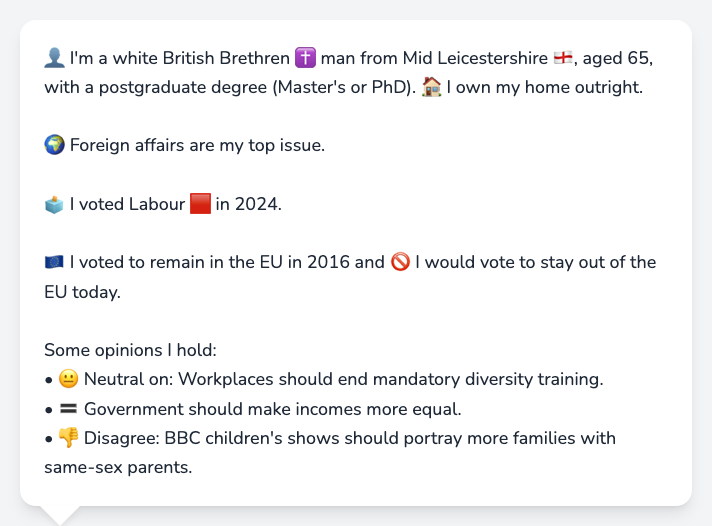 👤 I'm a white British Brethren ✝️ man from Mid Leicestershire 🏴󠁧󠁢󠁥󠁮󠁧󠁿, aged 65,
with a postgraduate degree (Master's or PhD). 🏠 I own my home outright.
🌍 Foreign affairs are my top issue.
🗳️ I voted Labour 🟥 in 2024.
🇪🇺 I voted to remain in the EU in 2016 and 🚫 I would vote to stay out of the
EU today.
Some opinions I hold:
• 😐 Neutral on: Workplaces should end mandatory diversity training.
• 🟰 Government should make incomes more equal.
• 👎 Disagree: BBC children's shows should portray more families with
same-sex parents.